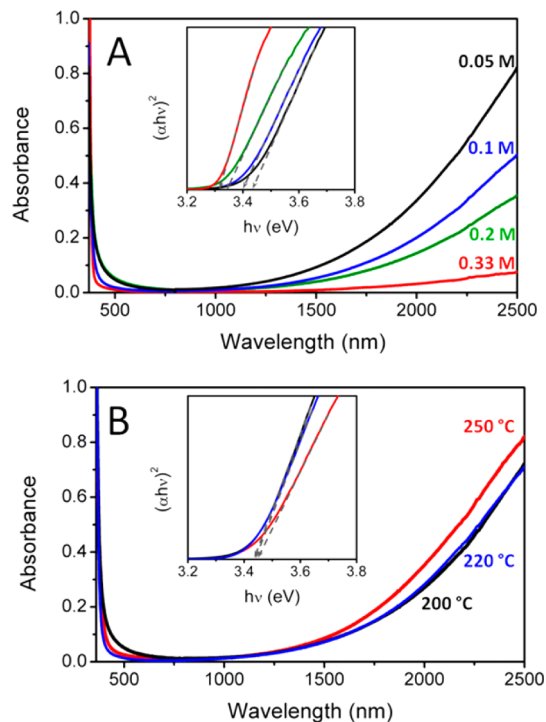 A
1.0
0.8
0.6
0.4
0.2
0.0
Absorbance
500 1000 1500 2000 2500
Wavelength (nm)
0.05 M
0.1 M
0.2 M
0.33 M
(αhν)²
3.2 3.4 3.6 3.8
hν (eV)
B
1.0
0.8
0.6
0.4
0.2
0.0
Absorbance
500 1000 1500 2000 2500
Wavelength (nm)
250 °C
220 °C
200 °C
(αhν)²
3.2 3.4 3.6 3.8
hν (eV)